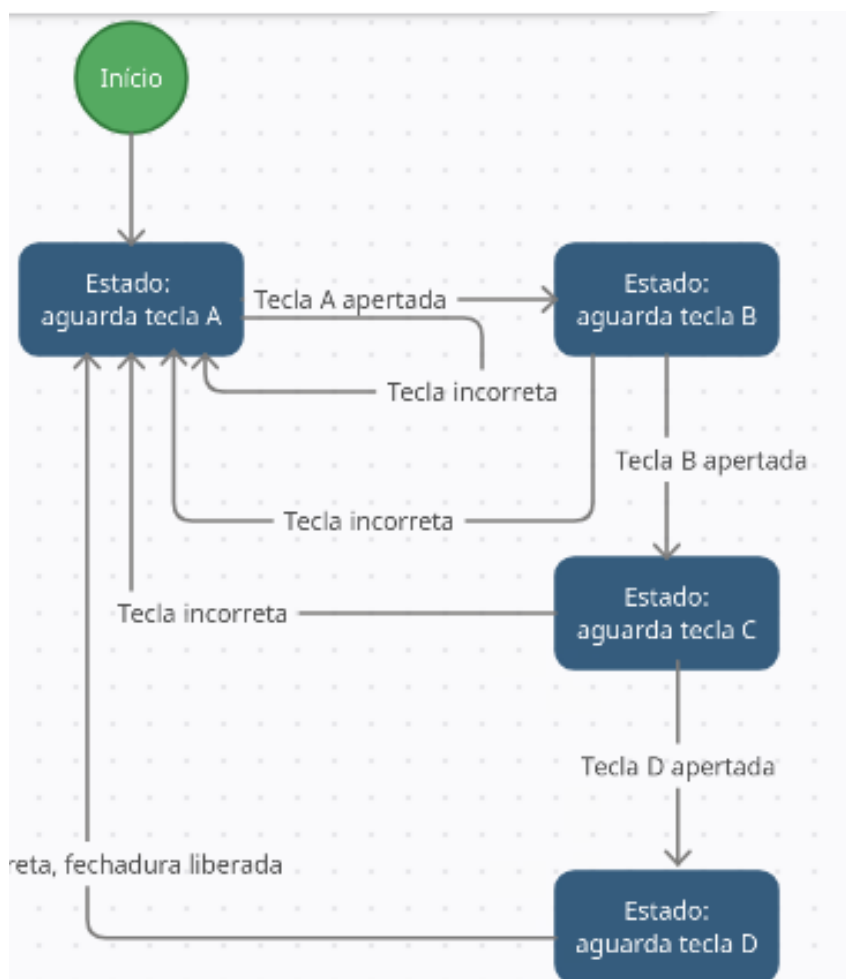 Início
Estado:
aguarda tecla A
Tecla A apertada
Estado:
aguarda tecla B
Tecla incorreta
Tecla B apertada
Tecla incorreta
Estado:
aguarda tecla C
Tecla incorreta
Tecla D apertada
fechadura liberada
Estado:
aguarda tecla D